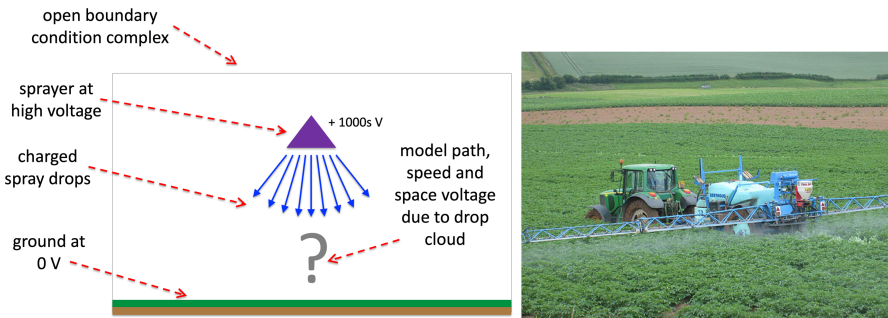 open boundary
condition complex
sprayer at
high voltage
+ 1000s V
charged
spray drops
model path,
speed and
space voltage
due to drop
cloud
ground at
0 V
?